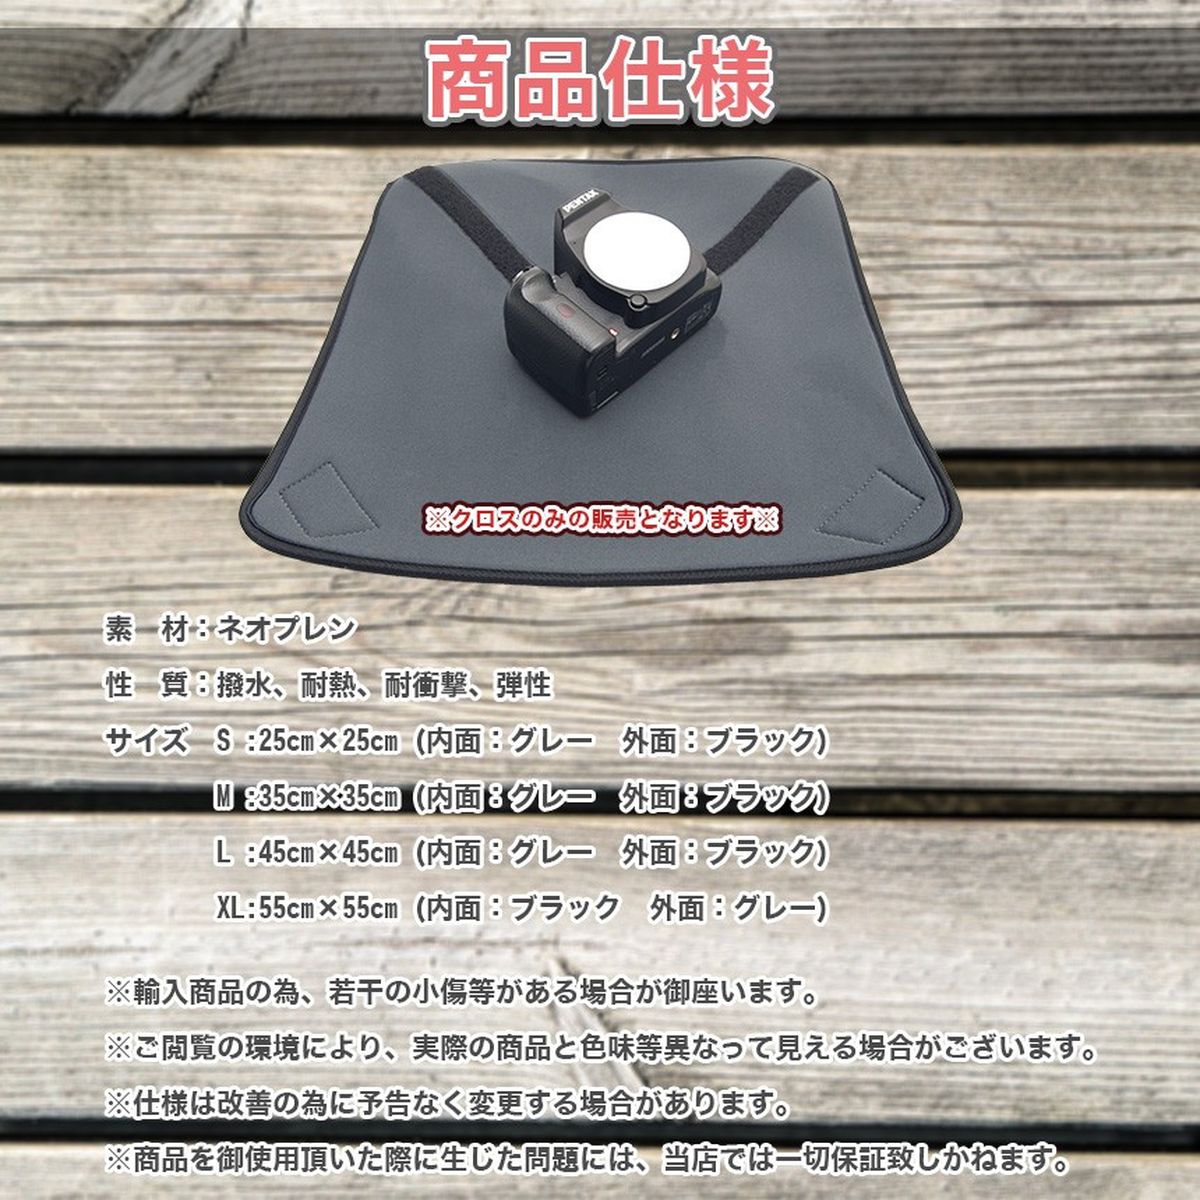 商品仕様
PENTAX
※クロスのみの販売となります※
素　材：ネオプレン
性　質：撥水、耐熱、耐衝撃、弾性
サイズ　S :25cm×25cm (内面：グレー　外面：ブラック)
M :35cm×35cm (内面：グレー　外面：ブラック)
L :45cm×45cm (内面：グレー　外面：ブラック)
XL:55cm×55cm (内面：ブラック　外面：グレー)
※輸入商品の為、若干の小傷等がある場合が御座います。
※ご閲覧の環境により、実際の商品と色味等異なって見える場合がございます。
※仕様は改善の為に予告なく変更する場合があります。
※商品を御使用頂いた際に生じた問題には、当店では一切保証致しかねます。